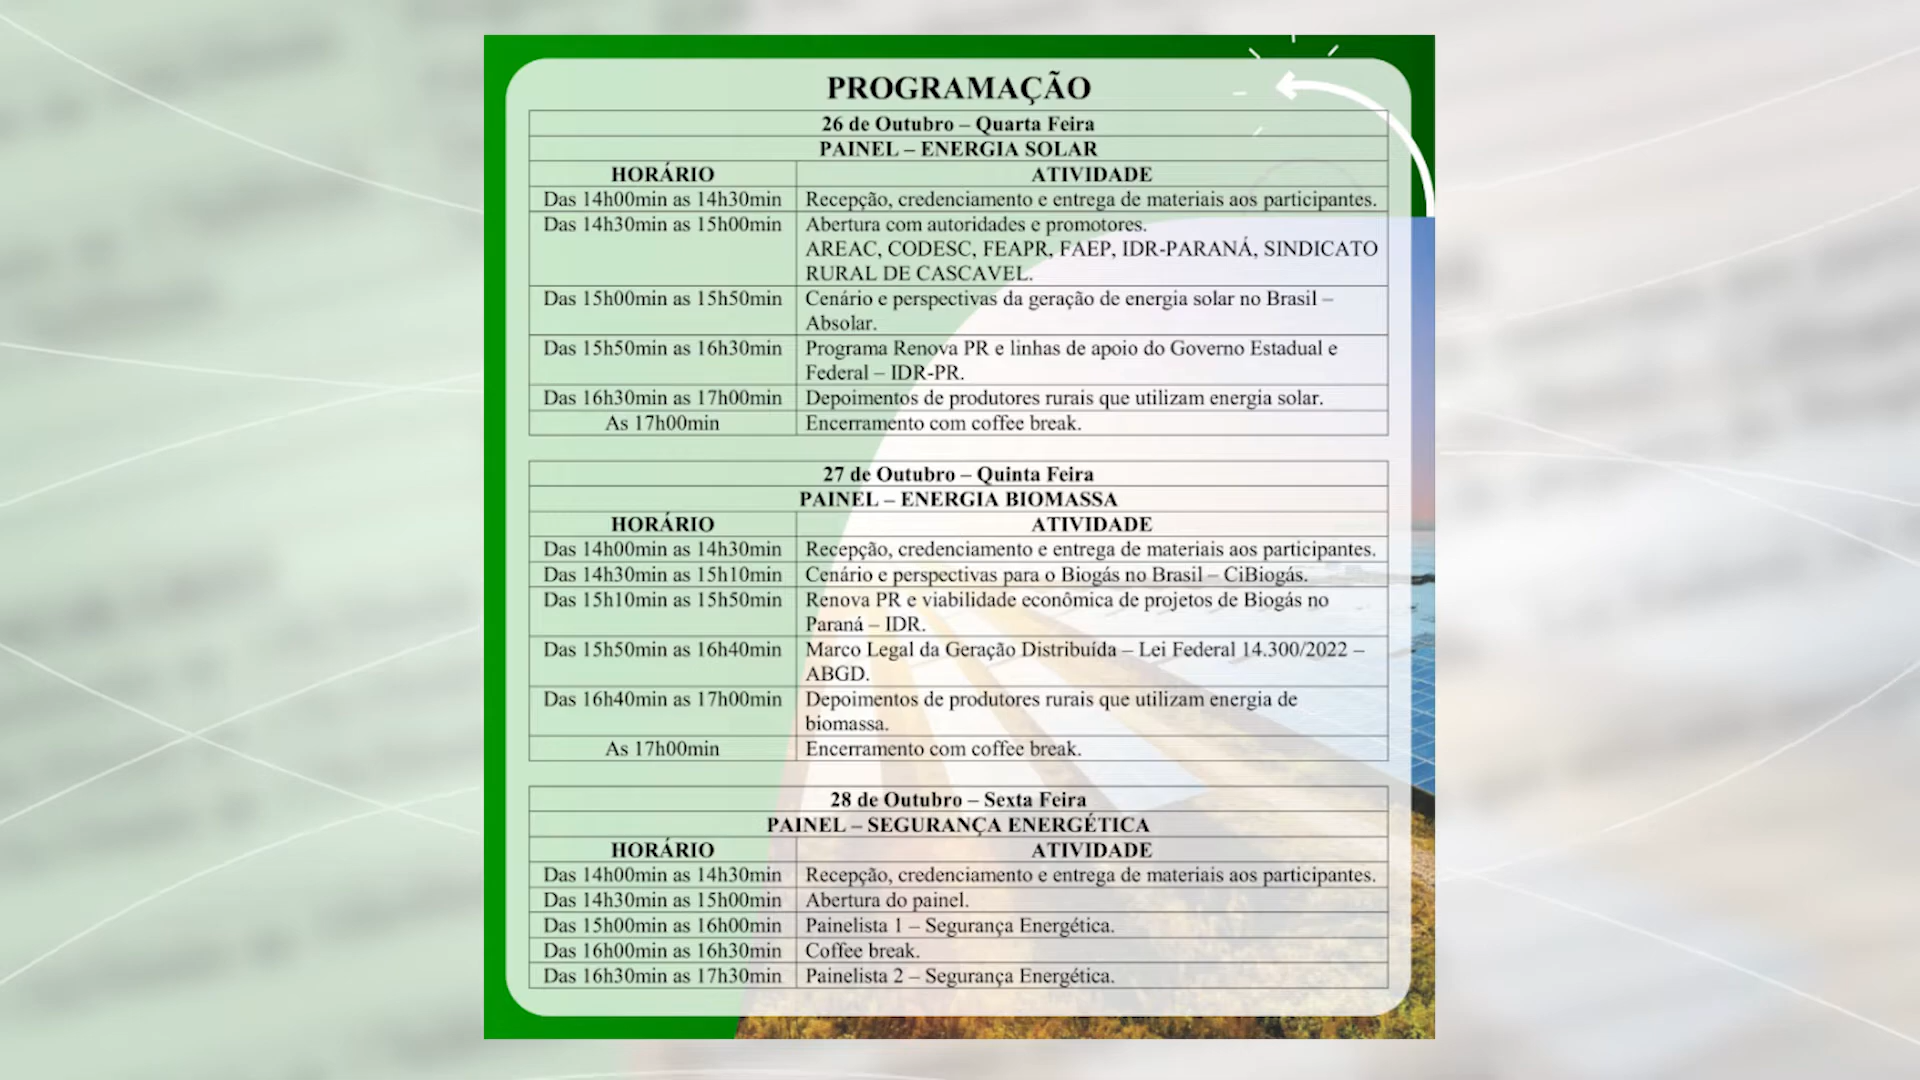 PROGRAMAÇÃO
26 de Outubro – Quarta Feira
PAINEL – ENERGIA SOLAR
HORÁRIO ATIVIDADE
Das 14h00min as 14h30min Recepção, credenciamento e entrega de materiais aos participantes.
Das 14h30min as 15h00min Abertura com autoridades e promotores.
AREAC, CODESC, FEAPR, FAEP, IDR-PARANÁ, SINDICATO
RURAL DE CASCAVEL.
Das 15h00min as 15h50min Cenário e perspectivas da geração de energia solar no Brasil –
Absolar.
Das 15h50min as 16h30min Programa Renova PR e linhas de apoio do Governo Estadual e
Federal – IDR-PR.
Das 16h30min as 17h00min Depoimentos de produtores rurais que utilizam energia solar.
As 17h00min Encerramento com coffee break.
27 de Outubro – Quinta Feira
PAINEL – ENERGIA BIOMASSA
HORÁRIO ATIVIDADE
Das 14h00min as 14h30min Recepção, credenciamento e entrega de materiais aos participantes.
Das 14h30min as 15h10min Cenário e perspectivas para o Biogás no Brasil – CiBiogás.
Das 15h10min as 15h50min Renova PR e viabilidade econômica de projetos de Biogás no
Paraná – IDR.
Das 15h50min as 16h40min Marco Legal da Geração Distribuída – Lei Federal 14.300/2022 –
ABGD.
Das 16h40min as 17h00min Depoimentos de produtores rurais que utilizam energia de
biomassa.
As 17h00min Encerramento com coffee break.
28 de Outubro – Sexta Feira
PAINEL – SEGURANÇA ENERGÉTICA
HORÁRIO ATIVIDADE
Das 14h00min as 14h30min Recepção, credenciamento e entrega de materiais aos participantes.
Das 14h30min as 15h00min Abertura do painel.
Das 15h00min as 16h00min Painelista 1 – Segurança Energética.
Das 16h00min as 16h30min Coffee break.
Das 16h30min as 17h30min Painelista 2 – Segurança Energética.